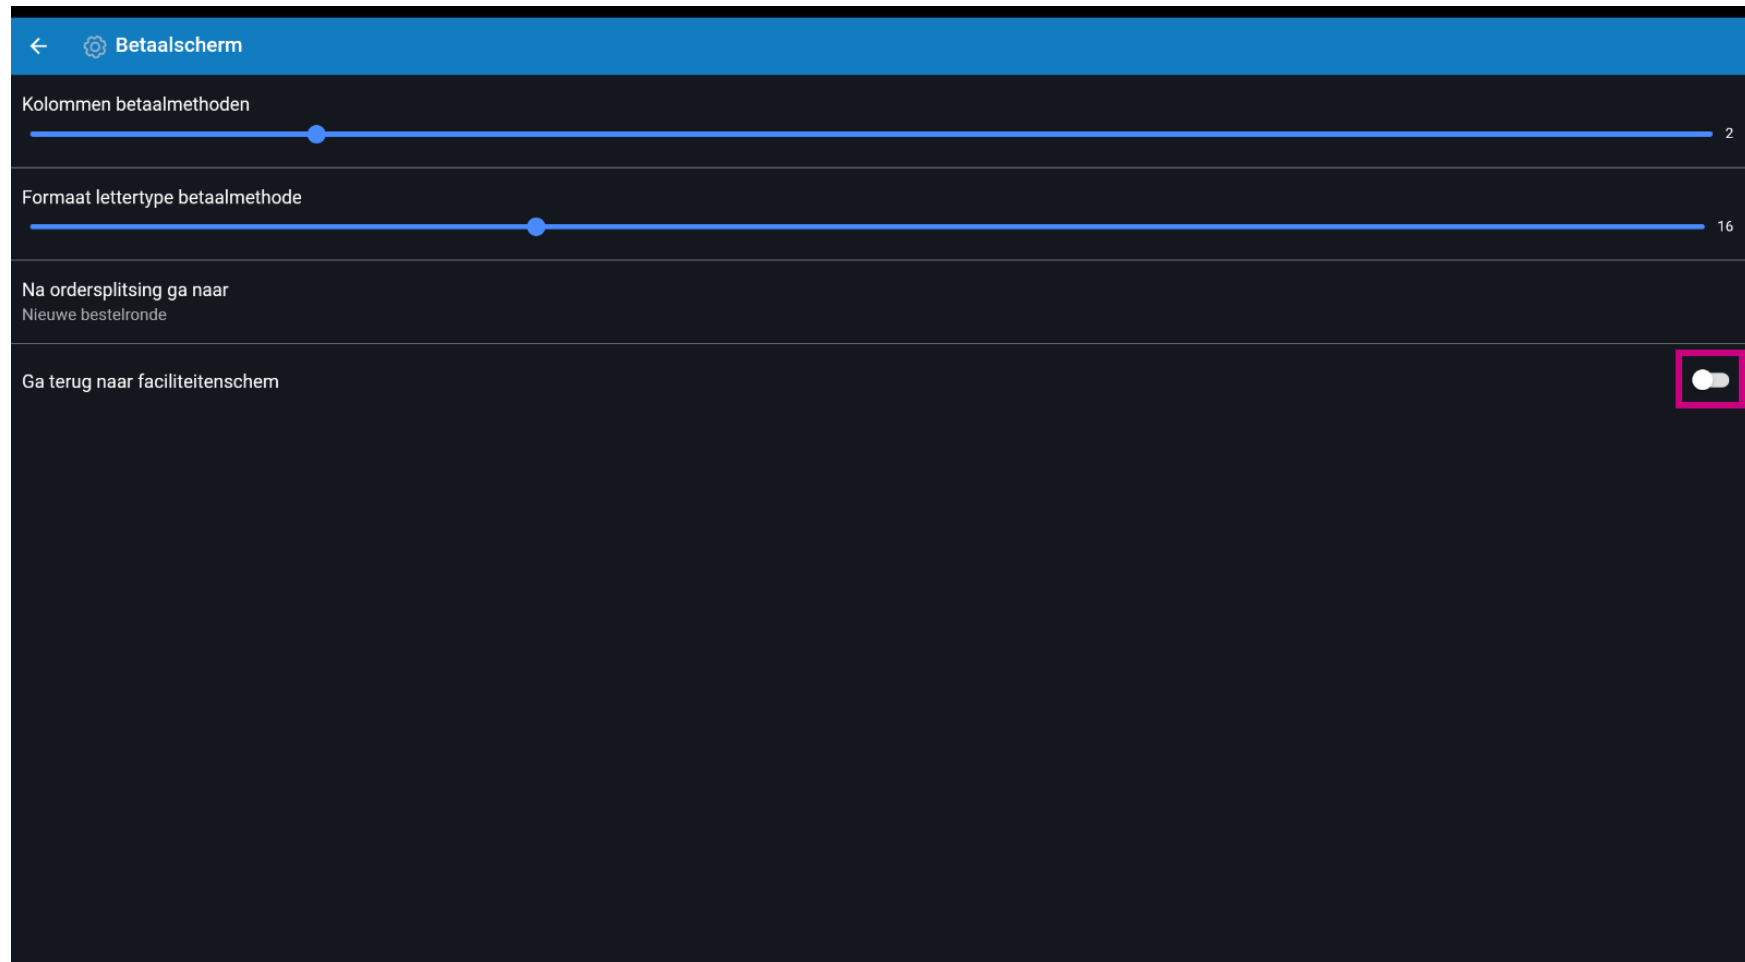 Betaalscherm
Kolommen betaalmethoden
2
Formaat lettertype betaalmethode
16
Na ordersplitsing ga naar
Nieuwe bestelronde
Ga terug naar faciliteitenschem